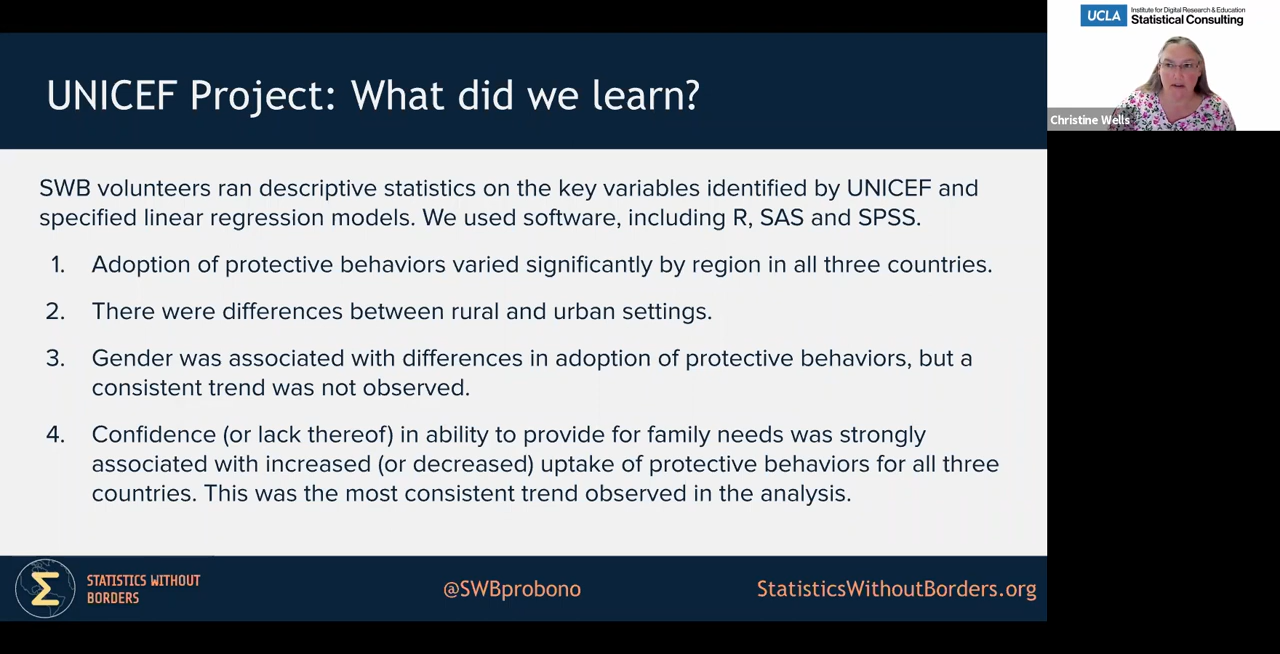 UNICEF Project: What did we learn?
SWB volunteers ran descriptive statistics on the key variables identified by UNICEF and
specified linear regression models. We used software, including R, SAS and SPSS.
1. Adoption of protective behaviors varied significantly by region in all three countries.
2. There were differences between rural and urban settings.
3. Gender was associated with differences in adoption of protective behaviors, but a
consistent trend was not observed.
4. Confidence (or lack thereof) in ability to provide for family needs was strongly
associated with increased (or decreased) uptake of protective behaviors for all three
countries. This was the most consistent trend observed in the analysis.
Σ
STATISTICS WITHOUT
BORDERS
@SWBprobono
StatisticsWithoutBorders.org
UCLA
Institute for Digital Research & Education
Statistical Consulting
Christine Wells